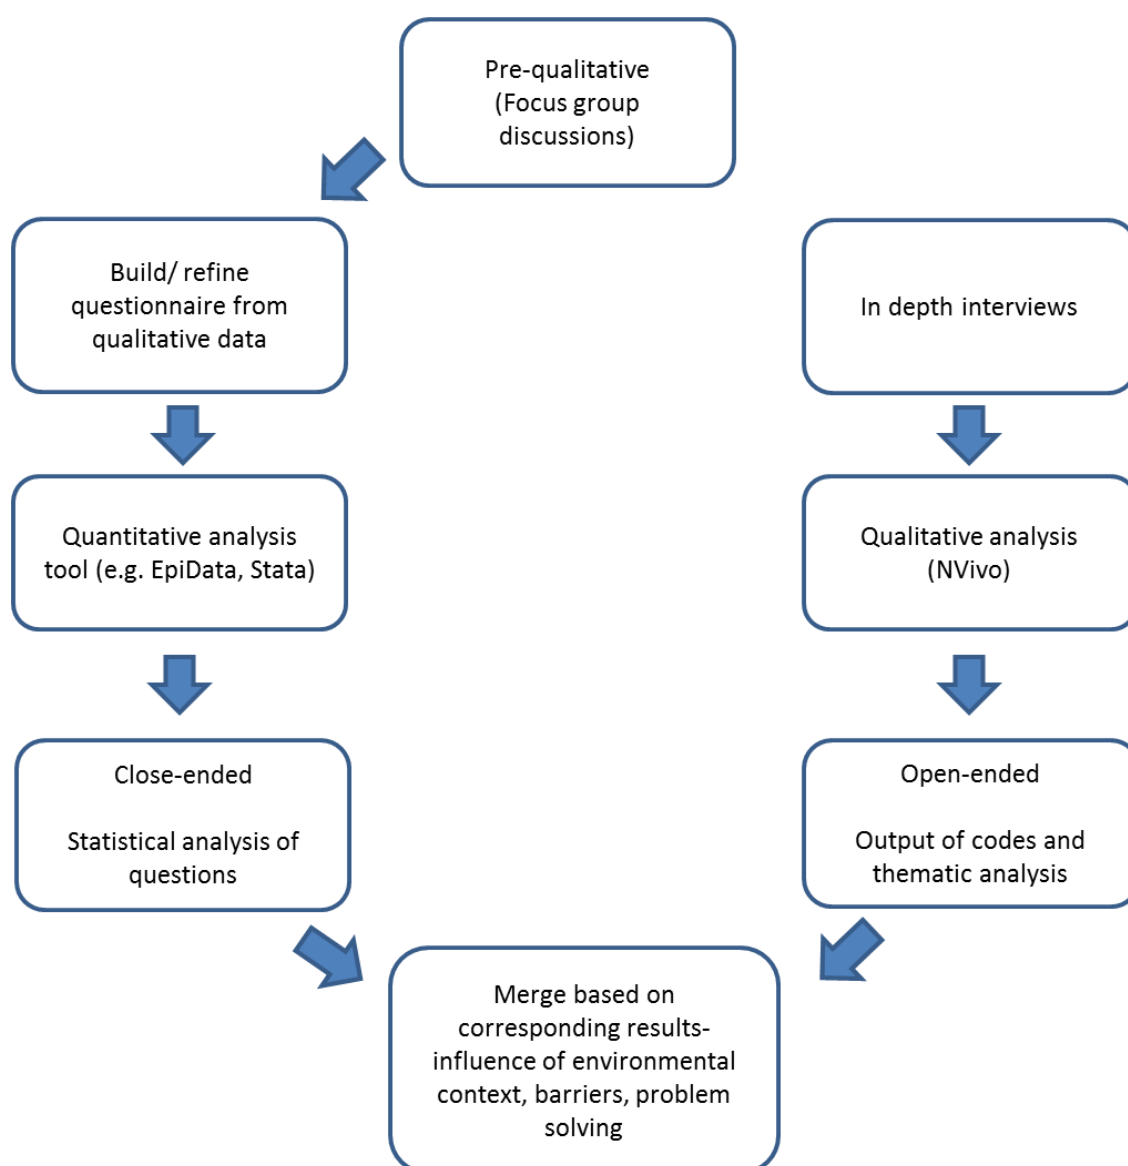 Pre-qualitative
(Focus group
discussions)
Build/ refine
questionnaire from
qualitative data
In depth interviews
Quantitative analysis
tool (e.g. EpiData, Stata)
Qualitative analysis
(NVivo)
Close-ended
Statistical analysis of
questions
Open-ended
Output of codes and
thematic analysis
Merge based on
corresponding results-
influence of environmental
context, barriers, problem
solving